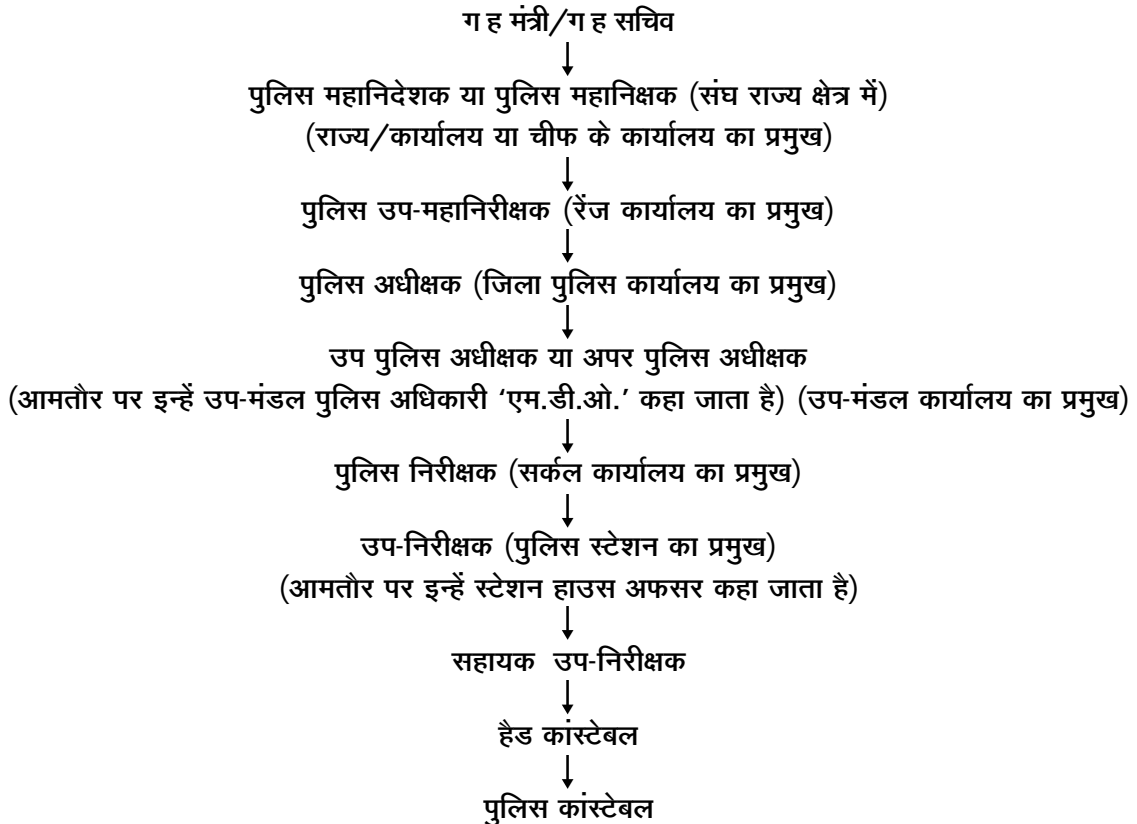 ग ह मंत्री/ग ह सचिव
पुलिस महानिदेशक या पुलिस महानिक्षक (संघ राज्य क्षेत्र में)
(राज्य/कार्यालय या चीफ के कार्यालय का प्रमुख)
पुलिस उप-महानिरीक्षक (रेंज कार्यालय का प्रमुख)
पुलिस अधीक्षक (जिला पुलिस कार्यालय का प्रमुख)
उप पुलिस अधीक्षक या अपर पुलिस अधीक्षक
(आमतौर पर इन्हें उप-मंडल पुलिस अधिकारी ‘एम.डी.ओ.’ कहा जाता है) (उप-मंडल कार्यालय का प्रमुख)
पुलिस निरीक्षक (सर्कल कार्यालय का प्रमुख)
उप-निरीक्षक (पुलिस स्टेशन का प्रमुख)
(आमतौर पर इन्हें स्टेशन हाउस अफसर कहा जाता है)
सहायक उप-निरीक्षक
हैड कांस्टेबल
पुलिस कांस्टेबल